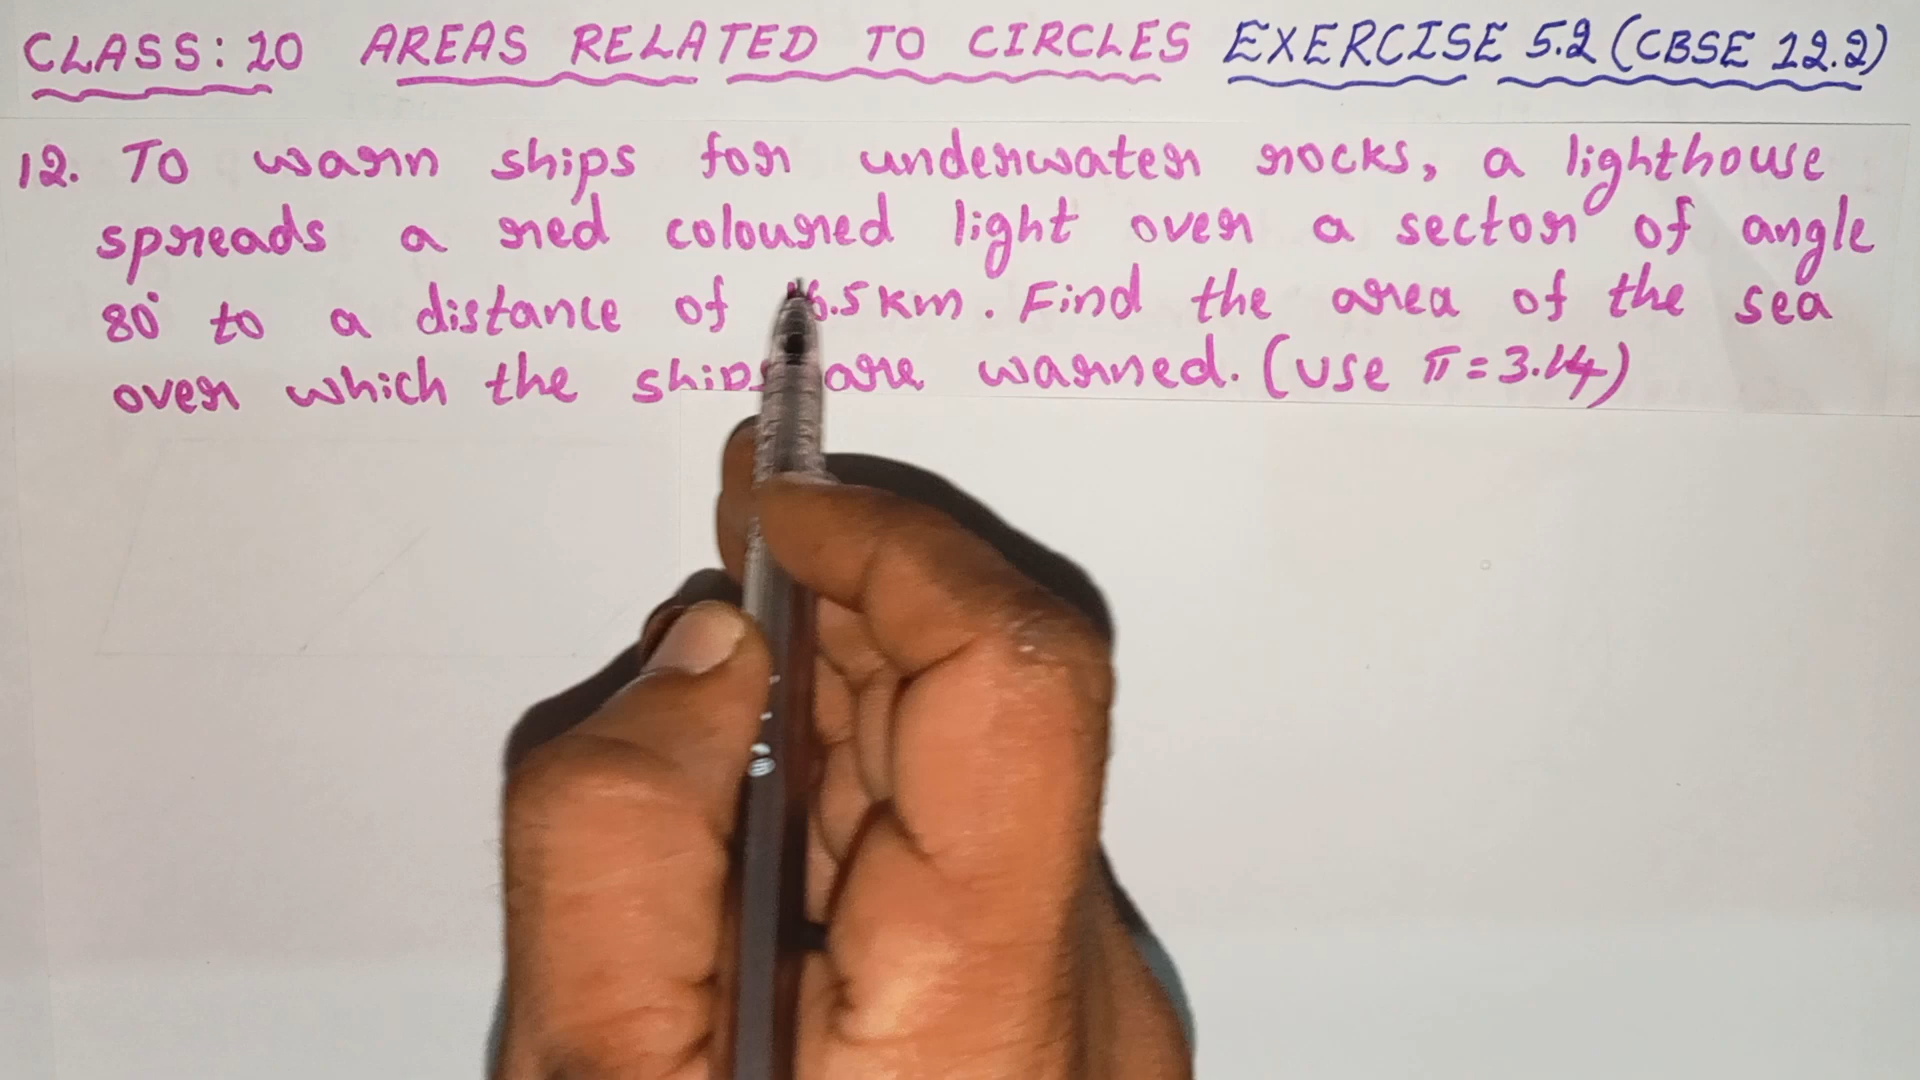 CLASS: 10 AREAS RELATED TO CIRCLES EXERCISE 5.2 (CBSE 12.2)
12. To warn ships for underwater rocks, a lighthouse
spreads a red coloured light over a sector of angle
80° to a distance of 16.5 km. Find the area of the sea
over which the ships are warned. (Use π = 3.14)